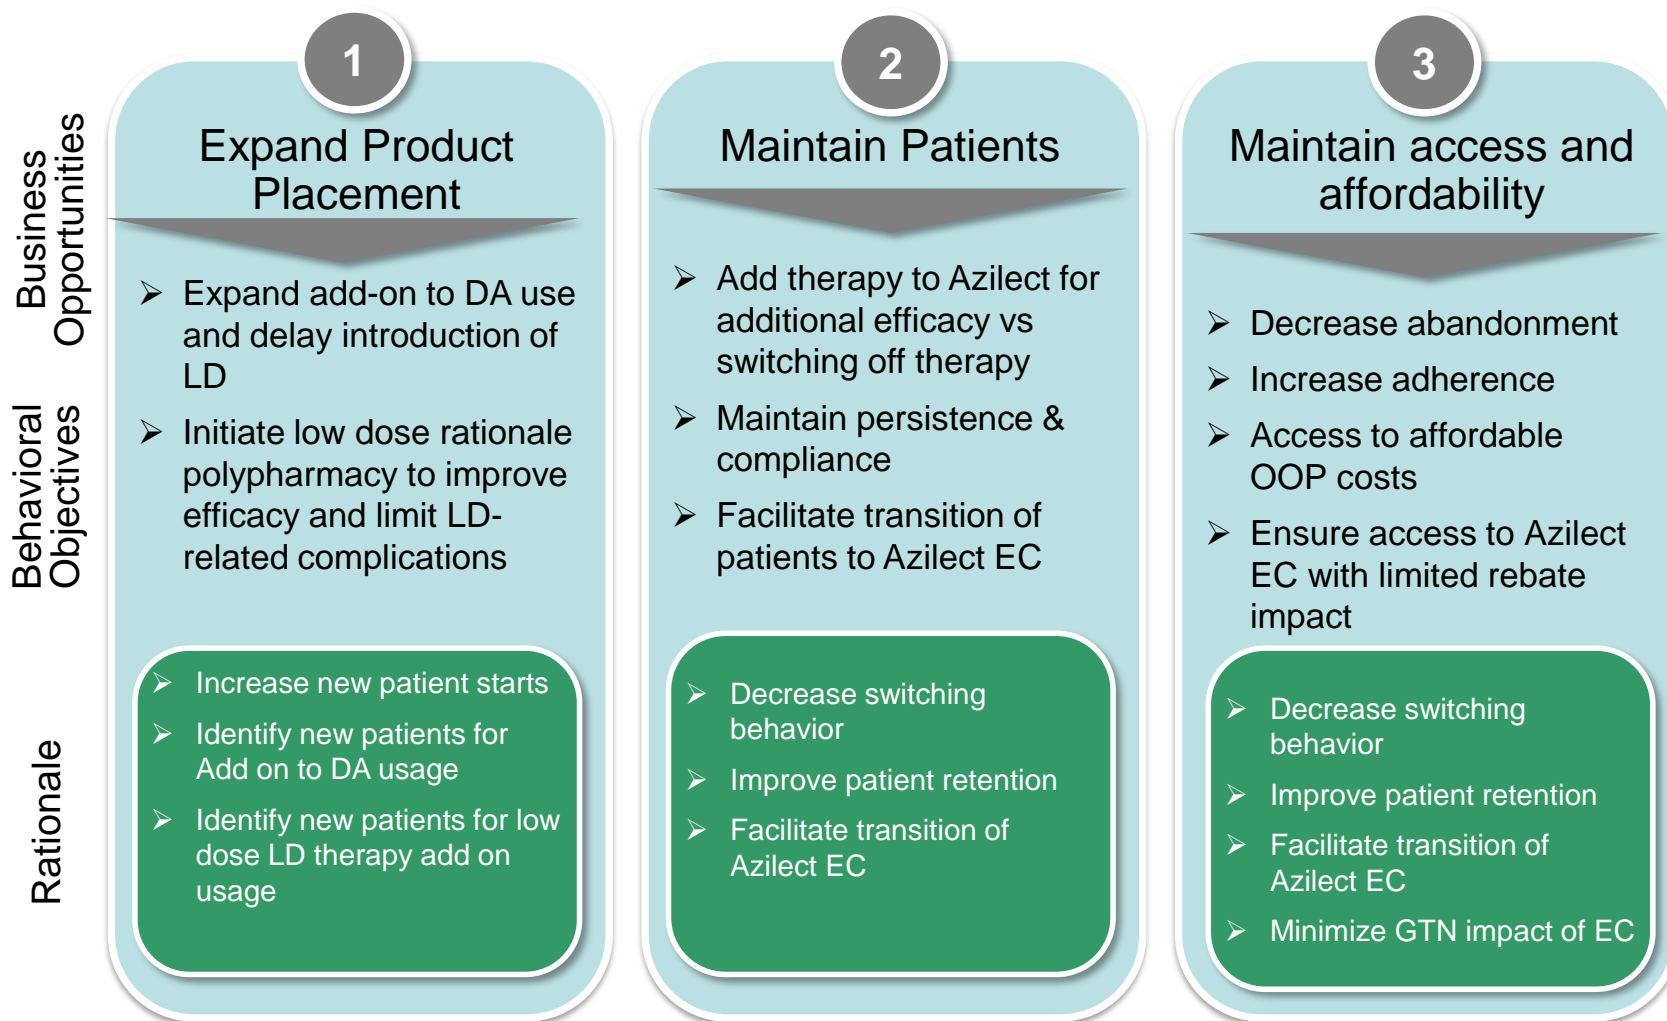 Business
Opportunities
Behavioral
Objectives
Rationale
1
Expand Product
Placement
➢ Expand add-on to DA use
and delay introduction of
LD
➢ Initiate low dose rationale
polypharmacy to improve
efficacy and limit LD-
related complications
➢ Increase new patient starts
➢ Identify new patients for
Add on to DA usage
➢ Identify new patients for low
dose LD therapy add on
usage
2
Maintain Patients
➢ Add therapy to Azilect for
additional efficacy vs
switching off therapy
➢ Maintain persistence &
compliance
➢ Facilitate transition of
patients to Azilect EC
➢ Decrease switching
behavior
➢ Improve patient retention
➢ Facilitate transition of
Azilect EC
3
Maintain access and
affordability
➢ Decrease abandonment
➢ Increase adherence
➢ Access to affordable
OOP costs
➢ Ensure access to Azilect
EC with limited rebate
impact
➢ Decrease switching
behavior
➢ Improve patient retention
➢ Facilitate transition of
Azilect EC
➢ Minimize GTN impact of EC